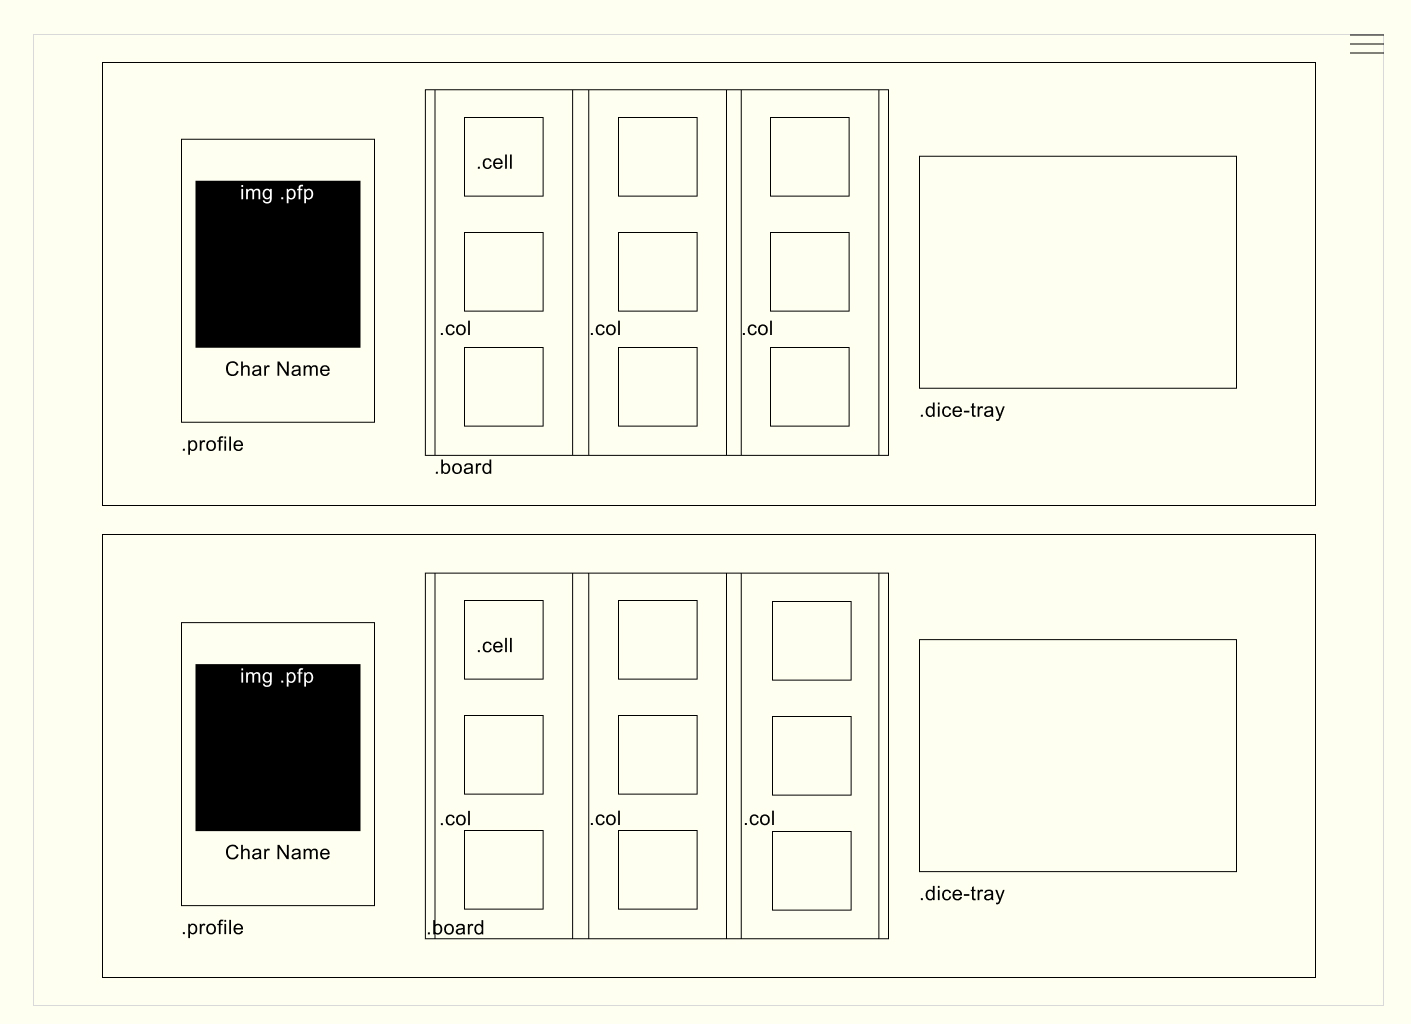 .cell
img .pfp
.col
.col
.col
Char Name
.dice-tray
.profile
.board
.cell
img .pfp
.col
.col
.col
Char Name
.dice-tray
.profile
.board